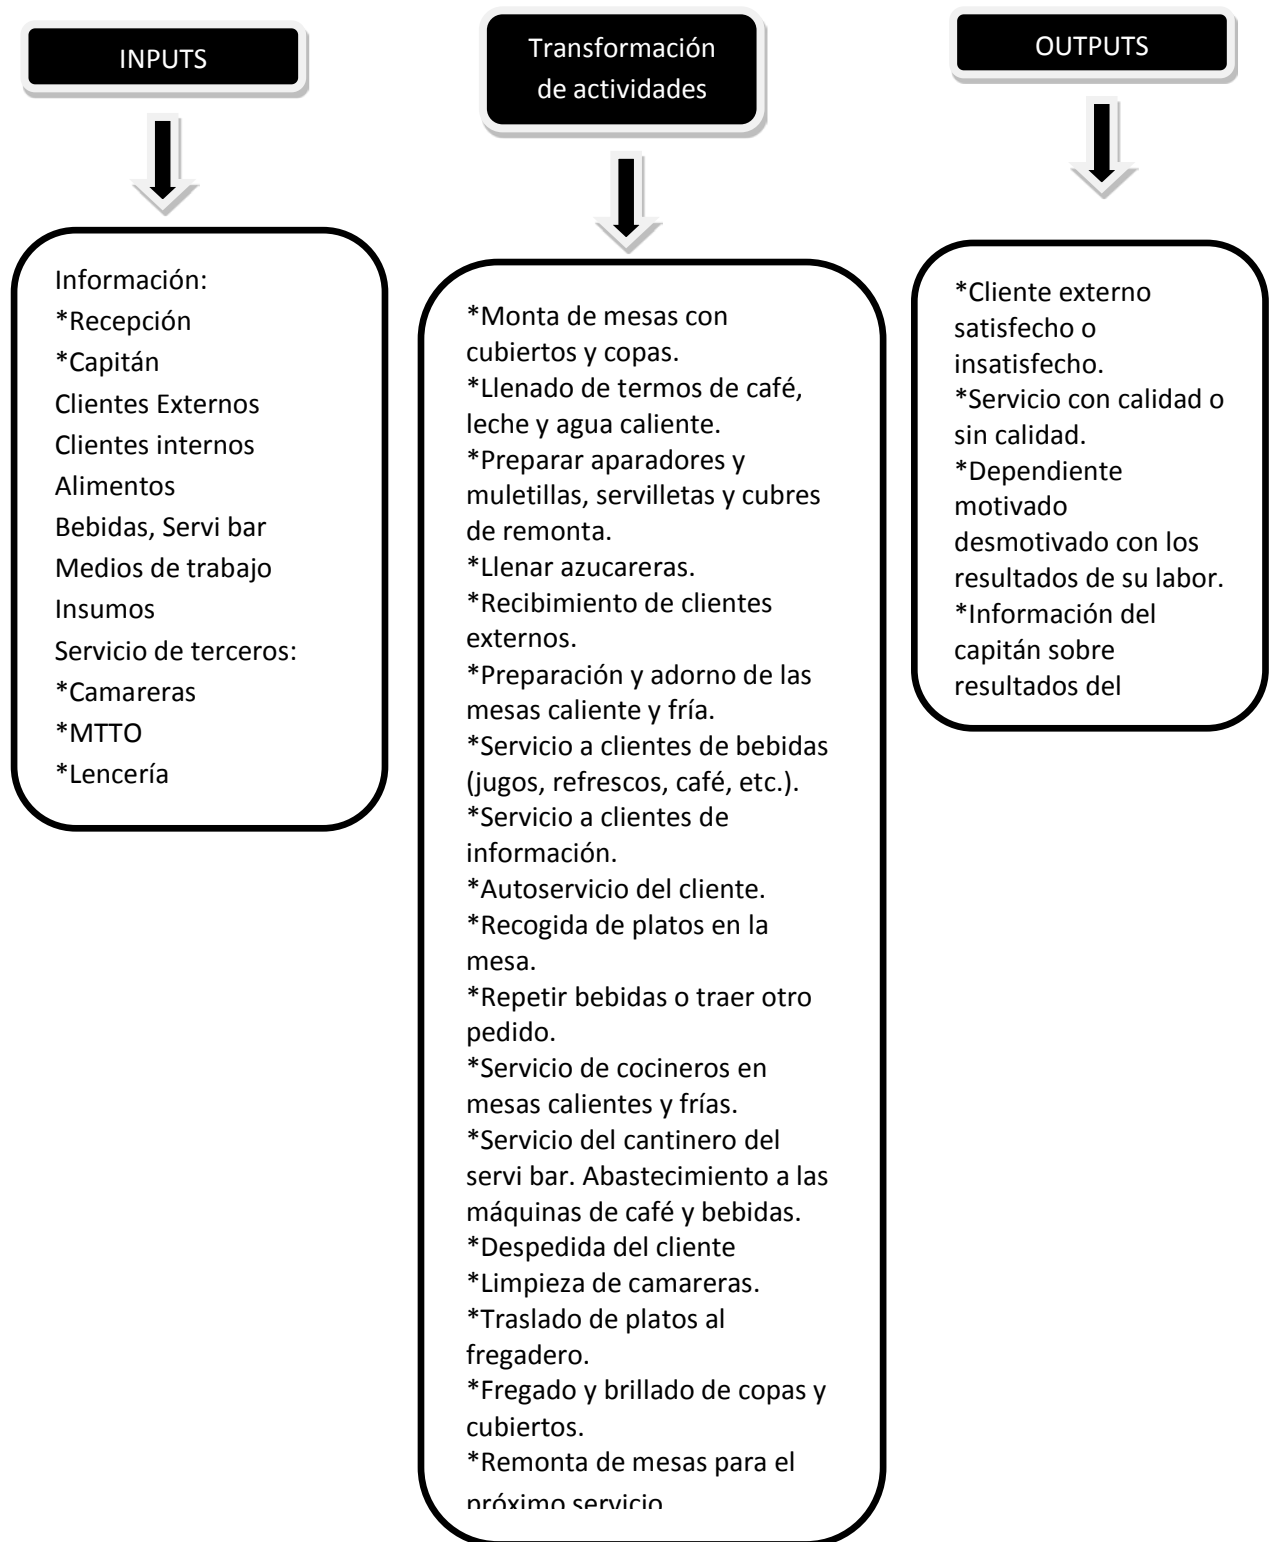 INPUTS
Información:
*Recepción
*Capitán
Clientes Externos
Clientes internos
Alimentos
Bebidas, Servi bar
Medios de trabajo
Insumos
Servicio de terceros:
*Camareras
*MTTO
*Lencería
Transformación
de actividades
*Monta de mesas con
cubiertos y copas.
*Llenado de termos de café,
leche y agua caliente.
*Preparar aparadores y
muletillas, servilletas y cubres
de remonta.
*Llenar azucareras.
*Recibimiento de clientes
externos.
*Preparación y adorno de las
mesas caliente y fría.
*Servicio a clientes de bebidas
(jugos, refrescos, café, etc.).
*Servicio a clientes de
información.
*Autoservicio del cliente.
*Recogida de platos en la
mesa.
*Repetir bebidas o traer otro
pedido.
*Servicio de cocineros en
mesas calientes y frías.
*Servicio del cantinero del
servi bar. Abastecimiento a las
máquinas de café y bebidas.
*Despedida del cliente
*Limpieza de camareras.
*Traslado de platos al
fregadero.
*Fregado y brillado de copas y
cubiertos.
*Remonta de mesas para el
próximo servicio
OUTPUTS
*Cliente externo
satisfecho o
insatisfecho.
*Servicio con calidad o
sin calidad.
*Dependiente
motivado
desmotivado con los
resultados de su labor.
*Información del
capitán sobre
resultados del